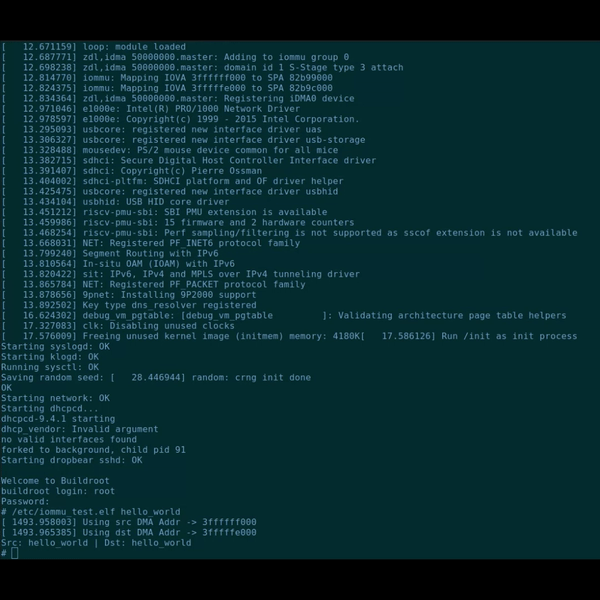 [   12.671159] loop: module loaded
[   12.687771] zdl,idma 50000000.master: Adding to iommu group 0
[   12.698238] zdl,idma 50000000.master: domain id 1 S-Stage type 3 attach
[   12.814770] iommu: Mapping IOVA 3ffffff000 to SPA 82b99000
[   12.824375] iommu: Mapping IOVA 3fffffe000 to SPA 82b9c000
[   12.834364] zdl,idma 50000000.master: Registering iDMA0 device
[   12.971046] e1000e: Intel(R) PRO/1000 Network Driver
[   12.978597] e1000e: Copyright(c) 1999 - 2015 Intel Corporation.
[   13.295093] usbcore: registered new interface driver uas
[   13.306327] usbcore: registered new interface driver usb-storage
[   13.328488] mousedev: PS/2 mouse device common for all mice
[   13.382715] sdhci: Secure Digital Host Controller Interface driver
[   13.391407] sdhci: Copyright(c) Pierre Ossman
[   13.404002] sdhci-pltfm: SDHCI platform and OF driver helper
[   13.425475] usbcore: registered new interface driver usbhid
[   13.434104] usbhid: USB HID core driver
[   13.451212] riscv-pmu-sbi: SBI PMU extension is available
[   13.459986] riscv-pmu-sbi: 15 firmware and 2 hardware counters
[   13.468254] riscv-pmu-sbi: Perf sampling/filtering is not supported as sscof extension is not available
[   13.668031] NET: Registered PF_INET6 protocol family
[   13.799240] Segment Routing with IPv6
[   13.810564] In-situ OAM (IOAM) with IPv6
[   13.820422] sit: IPv6, IPv4 and MPLS over IPv4 tunneling driver
[   13.865784] NET: Registered PF_PACKET protocol family
[   13.878656] 9pnet: Installing 9P2000 support
[   13.892502] Key type dns_resolver registered
[   16.624302] debug_vm_pgtable: [debug_vm_pgtable         ]: Validating architecture page table helpers
[   17.327083] clk: Disabling unused clocks
[   17.576009] Freeing unused kernel image (initmem) memory: 4180K[   17.586126] Run /init as init process
Starting syslogd: OK
Starting klogd: OK
Running sysctl: OK
Saving random seed: [   28.446944] random: crng init done
OK
Starting network: OK
Starting dhcpcd...
dhcpcd-9.4.1 starting
dhcp_vendor: Invalid argument
no valid interfaces found
forked to background, child pid 91
Starting dropbear sshd: OK

Welcome to Buildroot
buildroot login: root
Password:
# /etc/iommu_test.elf hello_world
[ 1493.958003] Using src DMA Addr -> 3ffffff000
[ 1493.965385] Using dst DMA Addr -> 3fffffe000
Src: hello_world | Dst: hello_world
#